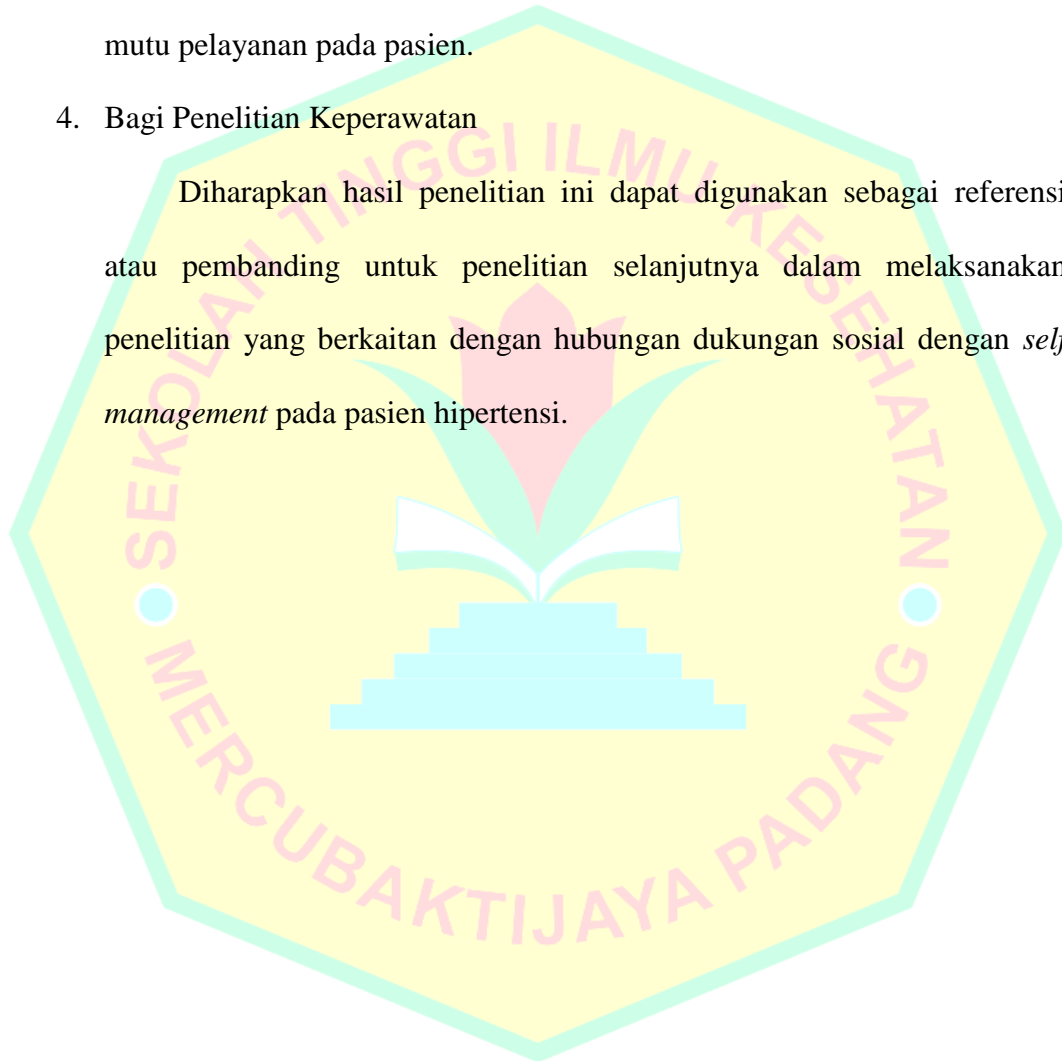 mutu pelayanan pada pasien.
4. Bagi Penelitian Keperawatan
Diharapkan hasil penelitian ini dapat digunakan sebagai referensi
atau pembanding untuk penelitian selanjutnya dalam melaksanakan
penelitian yang berkaitan dengan hubungan dukungan sosial dengan self
management pada pasien hipertensi.
SEKOLAH TINGGI ILMU KESEHATAN
MERCUBAKTIJAYA PADANG